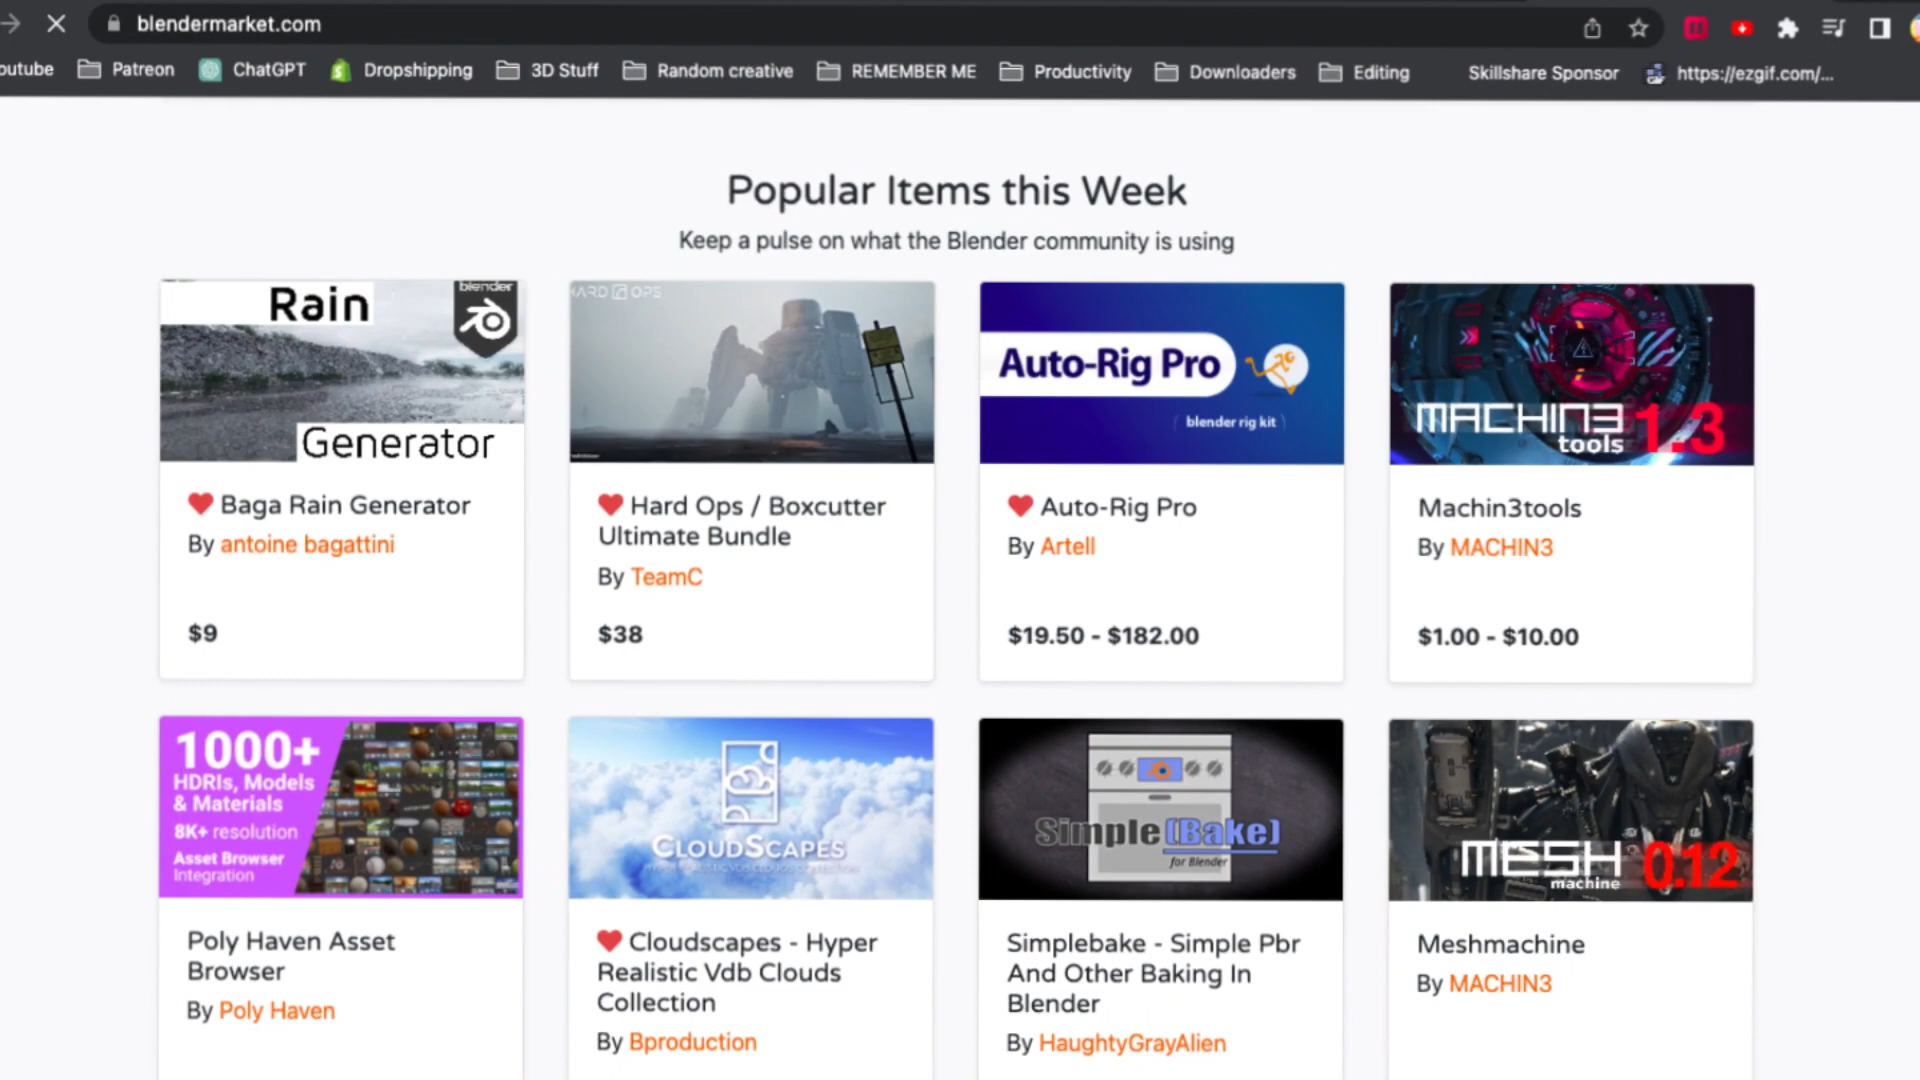 blendermarket.com
outube Patreon ChatGPT Dropshipping 3D Stuff Random creative REMEMBER ME Productivity Downloaders Editing Skillshare Sponsor https://ezgif.com/...
Popular Items this Week
Keep a pulse on what the Blender community is using
Rain
blender
Generator
HARD OPS
Auto-Rig Pro
blender rig kit
MACHIN3
tools 1.3
Baga Rain Generator
By antoine bagattini
$9
Hard Ops / Boxcutter
Ultimate Bundle
By TeamC
$38
Auto-Rig Pro
By Artell
$19.50 - $182.00
Machin3tools
By MACHIN3
$1.00 - $10.00
1000+
HDRIs, Models
& Materials
8K+ resolution
Asset Browser
Integration
CLOUDSCAPES
Simple [Bake]
for Blender
MESH 0.12
machine
Poly Haven Asset
Browser
By Poly Haven
Cloudscapes - Hyper
Realistic Vdb Clouds
Collection
By Bproduction
Simplebake - Simple Pbr
And Other Baking In
Blender
By HaughtyGrayAlien
Meshmachine
By MACHIN3